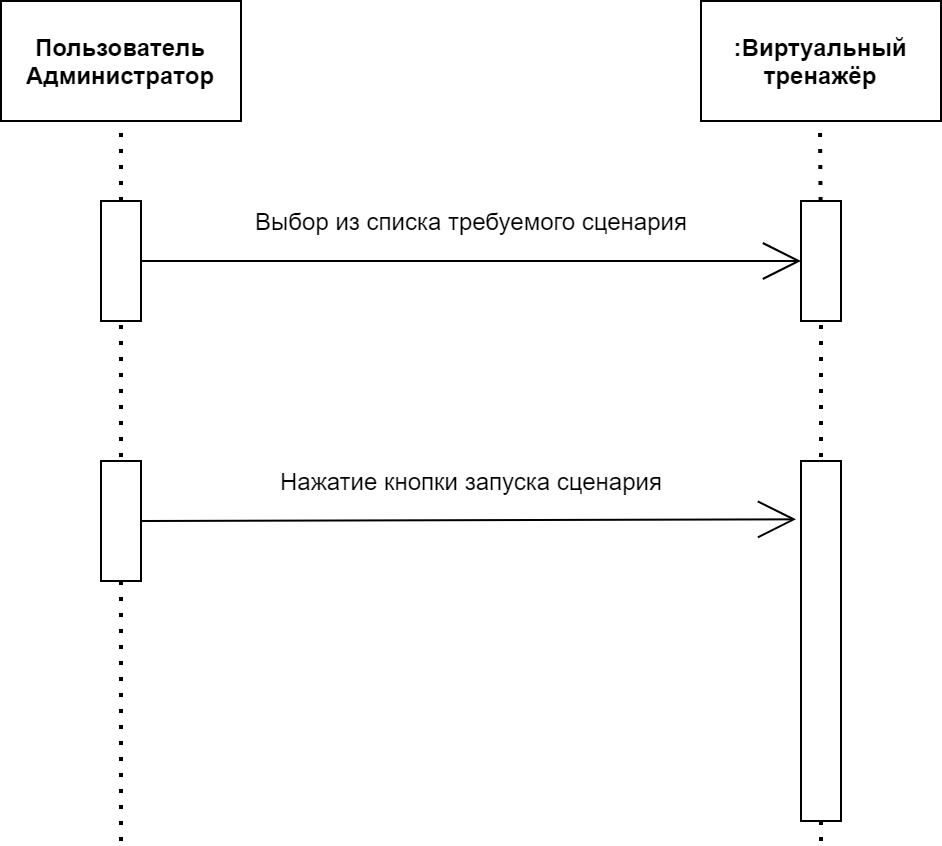 Пользователь
Администратор
:Виртуальный
тренажёр
Выбор из списка требуемого сценария
Нажатие кнопки запуска сценария